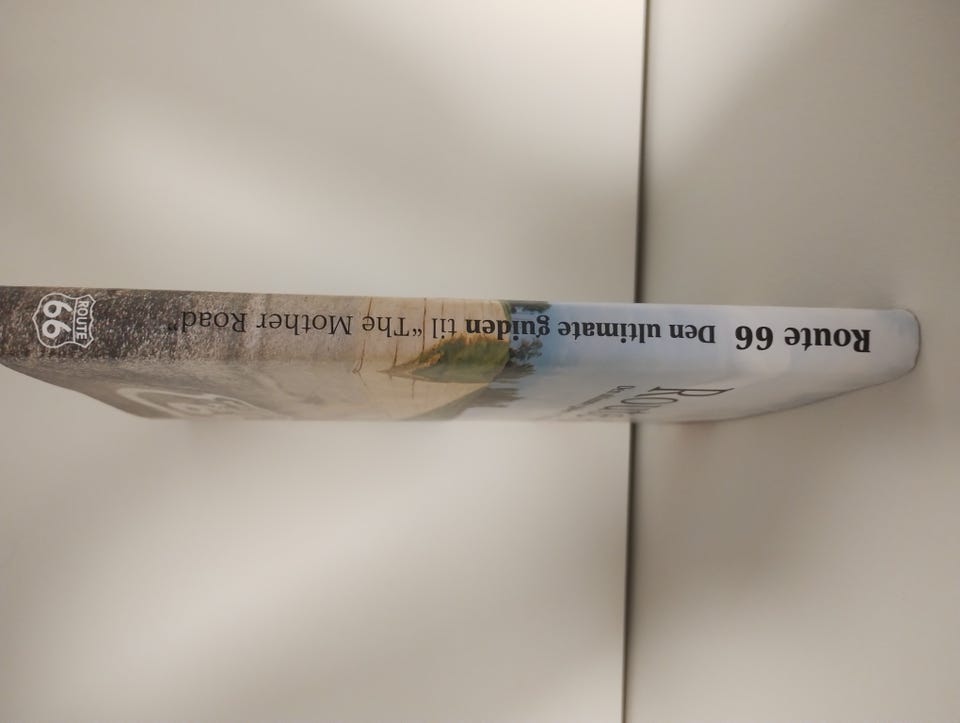 Route 66 Den ultimate guiden til “The Mother Road”
ROUTE
66